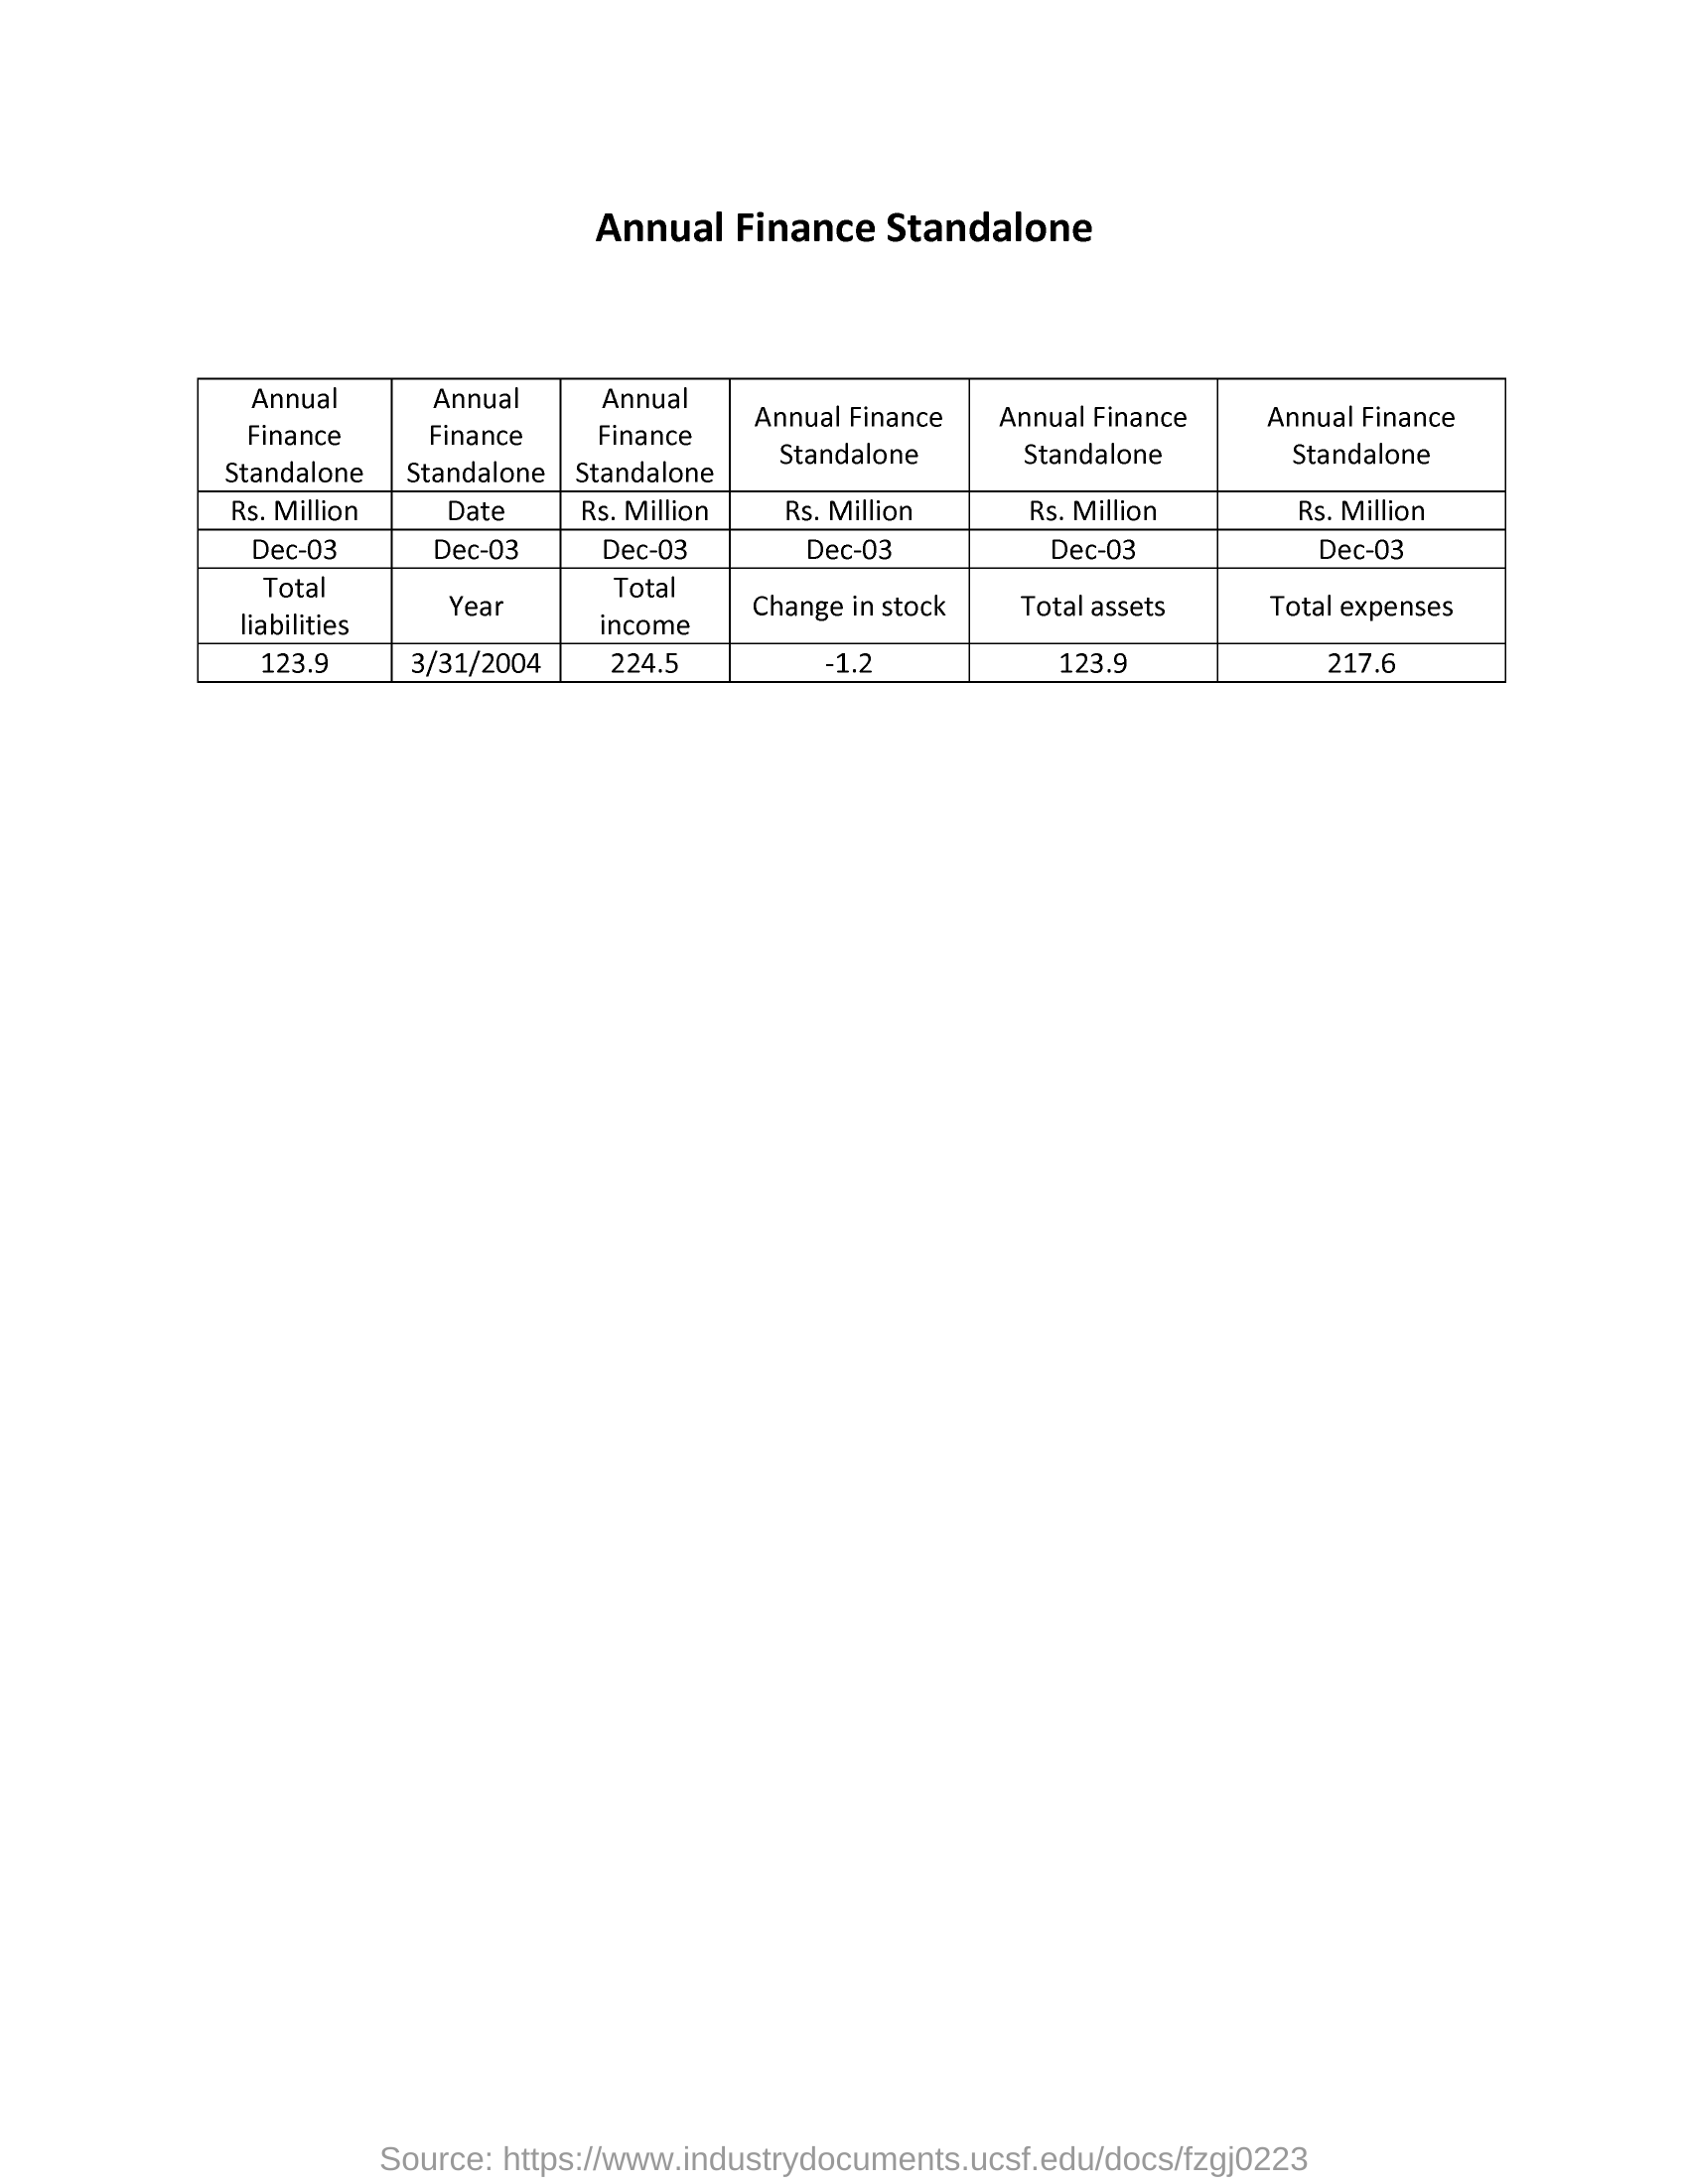 Annual Finance Standalone
Annual Finance Standalone | Annual Finance Standalone | Annual Finance Standalone | Annual Finance Standalone | Annual Finance Standalone | Annual Finance Standalone
Rs. Million | Date | Rs. Million | Rs. Million | Rs. Million | Rs. Million
Dec-03 | Dec-03 | Dec-03 | Dec-03 | Dec-03 | Dec-03
Total liabilities | Year | Total income | Change in stock | Total assets | Total expenses
123.9 | 3/31/2004 | 224.5 | -1.2 | 123.9 | 217.6
Source: https://www.industrydocuments.ucsf.edu/docs/fzgj0223